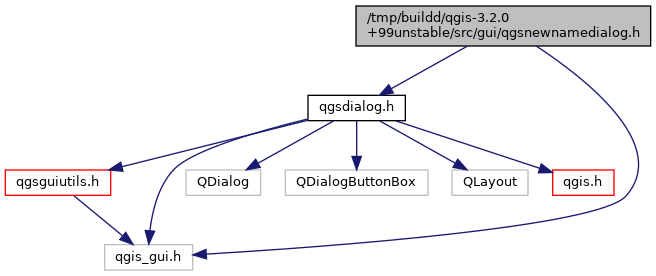 /tmp/buildd/qgis-3.2.0
+99unstable/src/gui/qgsnewnamedialog.h
qgsdialog.h
qgsguiutils.h
QDialog
QDialogButtonBox
QLayout
qgis.h
qgis_gui.h